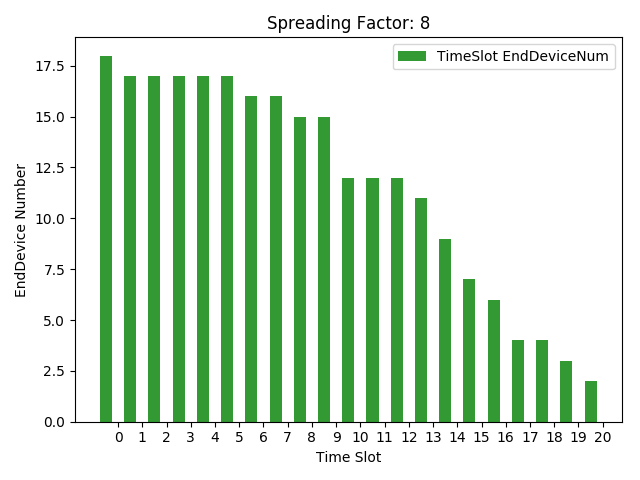 Spreading Factor: 8
TimeSlot EndDeviceNum
EndDevice Number
17.5
15.0
12.5
10.0
7.5
5.0
2.5
0.0
0 1 2 3 4 5 6 7 8 9 10 11 12 13 14 15 16 17 18 19 20
Time Slot